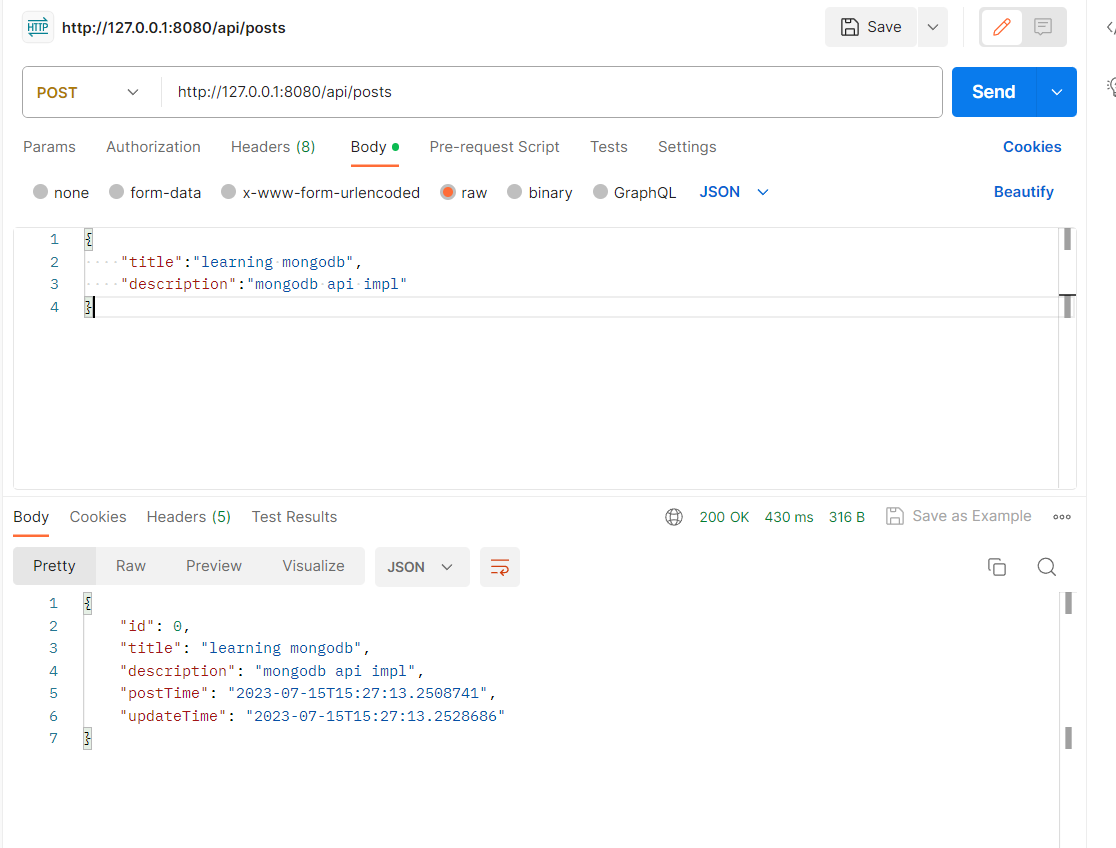 HTTP http://127.0.0.1:8080/api/posts Save
POST http://127.0.0.1:8080/api/posts Send
Params Authorization Headers (8) Body Pre-request Script Tests Settings Cookies
none form-data x-www-form-urlencoded raw binary GraphQL JSON Beautify
1 {
2 "title":"learning mongodb",
3 "description":"mongodb api impl"
4 }
Body Cookies Headers (5) Test Results 200 OK 430 ms 316 B Save as Example
Pretty Raw Preview Visualize JSON
1 {
2 "id": 0,
3 "title": "learning mongodb",
4 "description": "mongodb api impl",
5 "postTime": "2023-07-15T15:27:13.2508741",
6 "updateTime": "2023-07-15T15:27:13.2528686"
7 }